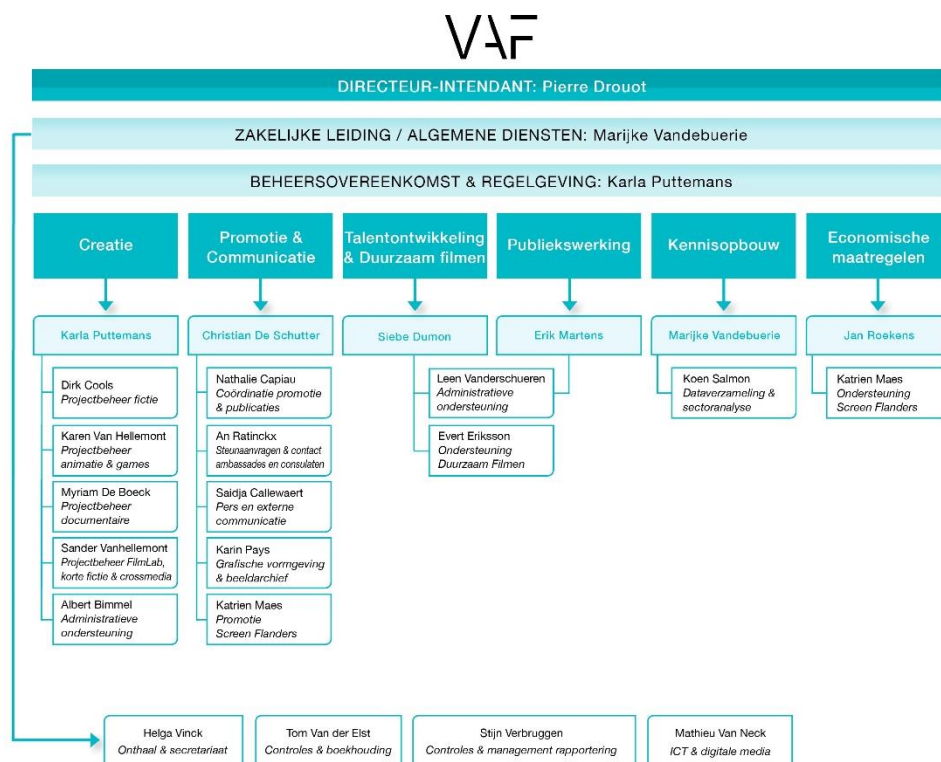 VAF
DIRECTEUR-INTENDANT: Pierre Drouot
ZAKELIJKE LEIDING / ALGEMENE DIENSTEN: Marijke Vandebuerie
BEHEERSOVEREENKOMST & REGELGEVING: Karla Puttemans
Creatie
Promotie &
Communicatie
Talentontwikkeling
& Duurzaam filmen
Publiekswerking
Kennisopbouw
Economische
maatregelen
Karla Puttemans
Christian De Schutter
Siebe Dumon
Erik Martens
Marijke Vandebuerie
Jan Roekens
Dirk Cools
Projectbeheer fictie
Karen Van Hellemont
Projectbeheer
animatie & games
Myriam De Boeck
Projectbeheer
documentaire
Sander Vanhellemont
Projectbeheer FilmLab,
korte fictie & crossmedia
Albert Bimmel
Administratieve
ondersteuning
Nathalie Capiau
Coördinatie promotie
& publicaties
An Ratinckx
Steunaanvragen & contact
ambassades en consulaten
Saidja Callewaert
Pers en externe
communicatie
Karin Pays
Grafische vormgeving
& beeldarchief
Katrien Maes
Promotie
Screen Flanders
Leen Vanderschueren
Administratieve
ondersteuning
Evert Eriksson
Ondersteuning
Duurzaam Filmen
Koen Salmon
Dataverzameling &
sectoranalyse
Katrien Maes
Ondersteuning
Screen Flanders
Helga Vinck
Onthaal & secretariaat
Tom Van der Elst
Controles & boekhouding
Stijn Verbruggen
Controles & management rapportering
Mathieu Van Neck
ICT & digitale media